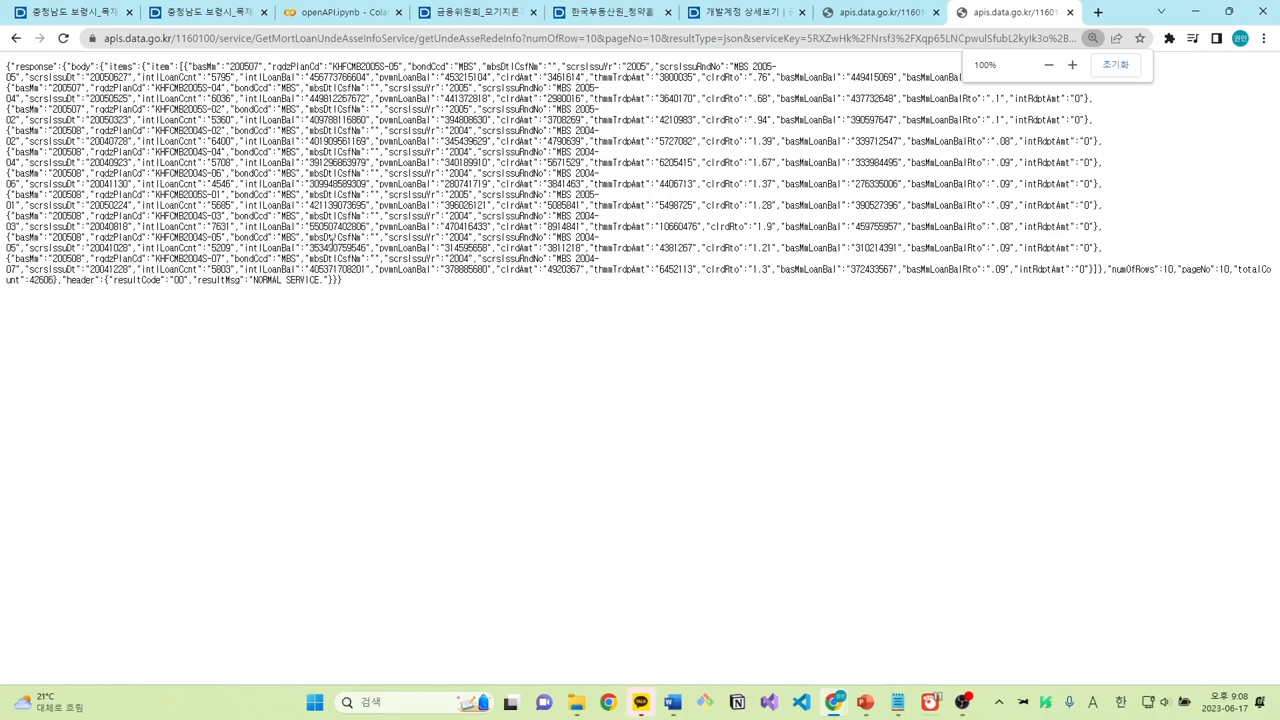 충청남도 보령시_목재
충청남도 보령시_목재
openAPI.ipynb - Colal
금융위원회_모기지론자
한국부동산원_청약홈
개발계정 상세보기 | 공
apis.data.go.kr/11601
apis.data.go.kr/11601
apis.data.go.kr/1160100/service/GetMortLoanUndeAsseInfoService/getUndeAsseRedeInfo?numOfRow=10&pageNo=10&resultType=json&serviceKey=5RXZwHk%2FNrsf3%2FXqp65LNCpwulSfubL2kyIk3o%2B...
100%
초기화
{"response":{"body":{"items":{"item":[{"basMm":"200507","rqdzPlanCd":"KHFCMB2005S-05","bondCcd":"MBS","mbsDtlCsfNm":"","scrsIssuYr":"2005","scrsIssuRndNo":"MBS 2005-
05","scrsIssuDt":"20050627","intlLoanCcnt":"5795","intlLoanBal":"456773101404","pvmnLoanBal":"453215104","clrdAmt":"3461614","thmmTrdpAmt":"3800035","clrdRto":".76","basMmLoanBal":"449415069","basMmLoanBal
{"basMm":"200507","rqdzPlanCd":"KHFCMB2005S-04","bondCcd":"MBS","mbsDtlCsfNm":"","scrsIssuYr":"2005","scrsIssuRndNo":"MBS 2005-
04","scrsIssuDt":"20050525","intlLoanCcnt":"6036","intlLoanBal":"449812267672","pvmnLoanBal":"441372818","clrdAmt":"2980016","thmmTrdpAmt":"3640170","clrdRto":".68","basMmLoanBal":"437732648","basMmLoanBalRto":".1","intRdptAmt":"0"},
{"basMm":"200507","rqdzPlanCd":"KHFCMB2005S-02","bondCcd":"MBS","mbsDtlCsfNm":"","scrsIssuYr":"2005","scrsIssuRndNo":"MBS 2005-
02","scrsIssuDt":"20050323","intlLoanCcnt":"5360","intlLoanBal":"409788116860","pvmnLoanBal":"394808630","clrdAmt":"3708269","thmmTrdpAmt":"4210983","clrdRto":".94","basMmLoanBal":"390597647","basMmLoanBalRto":".1","intRdptAmt":"0"},
{"basMm":"200508","rqdzPlanCd":"KHFCMB2004S-02","bondCcd":"MBS","mbsDtlCsfNm":"","scrsIssuYr":"2004","scrsIssuRndNo":"MBS 2004-
02","scrsIssuDt":"20040728","intlLoanCcnt":"6400","intlLoanBal":"401909561169","pvmnLoanBal":"345439629","clrdAmt":"4790639","thmmTrdpAmt":"5727082","clrdRto":"1.39","basMmLoanBal":"339712547","basMmLoanBalRto":".08","intRdptAmt":"0"},
{"basMm":"200508","rqdzPlanCd":"KHFCMB2004S-04","bondCcd":"MBS","mbsDtlCsfNm":"","scrsIssuYr":"2004","scrsIssuRndNo":"MBS 2004-
04","scrsIssuDt":"20040923","intlLoanCcnt":"5708","intlLoanBal":"391296863979","pvmnLoanBal":"340189910","clrdAmt":"5671529","thmmTrdpAmt":"6205415","clrdRto":"1.67","basMmLoanBal":"333984495","basMmLoanBalRto":".09","intRdptAmt":"0"},
{"basMm":"200508","rqdzPlanCd":"KHFCMB2004S-06","bondCcd":"MBS","mbsDtlCsfNm":"","scrsIssuYr":"2004","scrsIssuRndNo":"MBS 2004-
06","scrsIssuDt":"20041130","intlLoanCcnt":"4546","intlLoanBal":"309948589309","pvmnLoanBal":"280741719","clrdAmt":"3841463","thmmTrdpAmt":"4406713","clrdRto":"1.37","basMmLoanBal":"276335006","basMmLoanBalRto":".09","intRdptAmt":"0"},
{"basMm":"200508","rqdzPlanCd":"KHFCMB2005S-01","bondCcd":"MBS","mbsDtlCsfNm":"","scrsIssuYr":"2005","scrsIssuRndNo":"MBS 2005-
01","scrsIssuDt":"20050224","intlLoanCcnt":"5685","intlLoanBal":"421139073695","pvmnLoanBal":"396026121","clrdAmt":"5085841","thmmTrdpAmt":"5498725","clrdRto":"1.28","basMmLoanBal":"390527396","basMmLoanBalRto":".09","intRdptAmt":"0"},
{"basMm":"200508","rqdzPlanCd":"KHFCMB2004S-03","bondCcd":"MBS","mbsDtlCsfNm":"","scrsIssuYr":"2004","scrsIssuRndNo":"MBS 2004-
03","scrsIssuDt":"20040818","intlLoanCcnt":"7631","intlLoanBal":"550507402806","pvmnLoanBal":"470416433","clrdAmt":"8914841","thmmTrdpAmt":"10660476","clrdRto":"1.9","basMmLoanBal":"459755957","basMmLoanBalRto":".08","intRdptAmt":"0"},
{"basMm":"200508","rqdzPlanCd":"KHFCMB2004S-05","bondCcd":"MBS","mbsDtlCsfNm":"","scrsIssuYr":"2004","scrsIssuRndNo":"MBS 2004-
05","scrsIssuDt":"20041028","intlLoanCcnt":"5209","intlLoanBal":"353490759546","pvmnLoanBal":"314595658","clrdAmt":"3811218","thmmTrdpAmt":"4381267","clrdRto":"1.21","basMmLoanBal":"310214391","basMmLoanBalRto":".09","intRdptAmt":"0"},
{"basMm":"200508","rqdzPlanCd":"KHFCMB2004S-07","bondCcd":"MBS","mbsDtlCsfNm":"","scrsIssuYr":"2004","scrsIssuRndNo":"MBS 2004-
07","scrsIssuDt":"20041228","intlLoanCcnt":"5803","intlLoanBal":"405371708201","pvmnLoanBal":"378885680","clrdAmt":"4920367","thmmTrdpAmt":"6452113","clrdRto":"1.3","basMmLoanBal":"372433567","basMmLoanBalRto":".09","intRdptAmt":"0"}]},"numOfRows":10,"pageNo":10,"totalCo
unt":42606},"header":{"resultCode":"00","resultMsg":"NORMAL SERVICE."}}}
21°C
대체로 흐림
검색
A
한
오후 9:08
2023-06-17